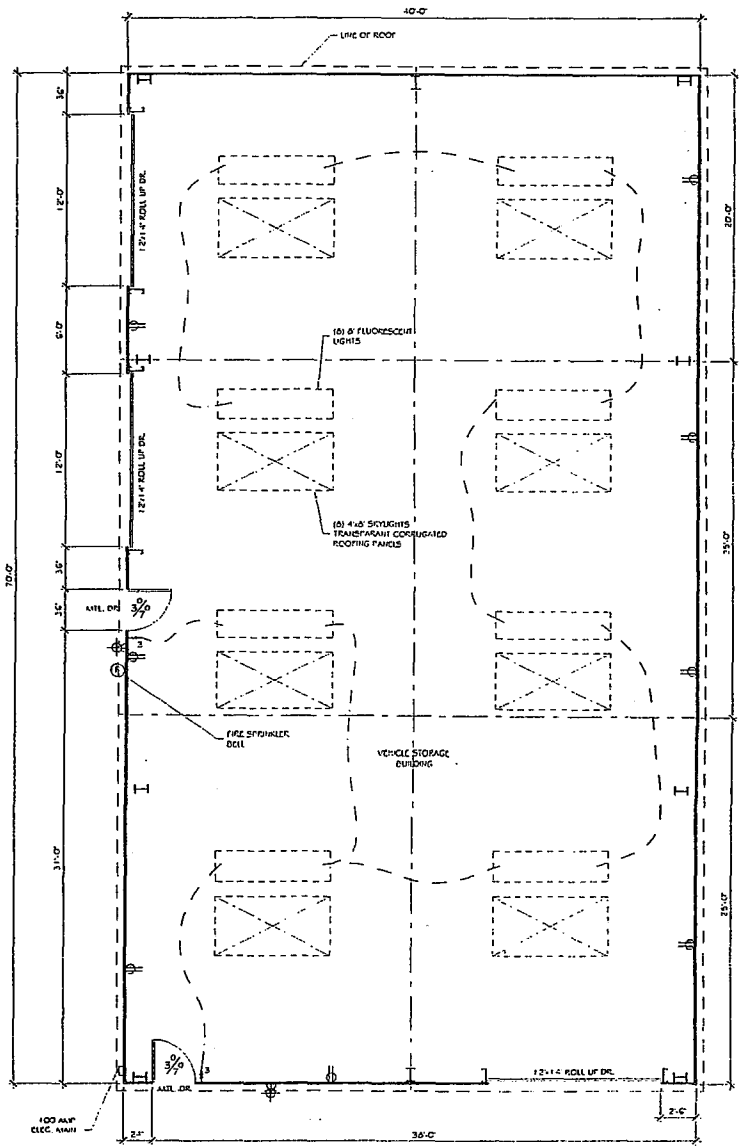 40'-0"
LINE OF ROOF
3'6"
12'-0"
12'x14' ROLL UP DR.
20'-0"
6'-0"
(8) 8' FLUORESCENT
LIGHTS
12'-0"
12'x14' ROLL UP DR.
(8) 4'x8' SKYLIGHTS
TRANSPARANT CORRUGATED
ROOFING PANELS
70'-0"
25'-0"
3'6"
3'6"
MTL. DR.
3/0
7/0
3
FIRE SPRINKLER
BELL
VEHICLE STORAGE
BUILDING
31'-0"
25'-0"
3/0
7/0
3
MTL. DR.
12'x14' ROLL UP DR.
100 AMP
ELEC. MAIN
2'-6"
36'-0"